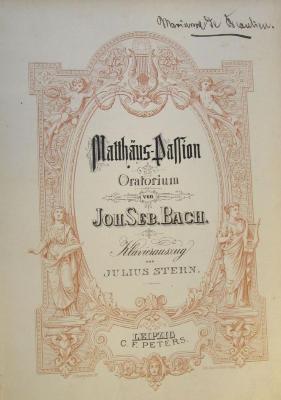 Matthäus-Passion
Oratorium
von
JOH. SEB. BACH.
Klavierauszug
von
JULIUS STERN.
LEIPZIG
C. F. PETERS.